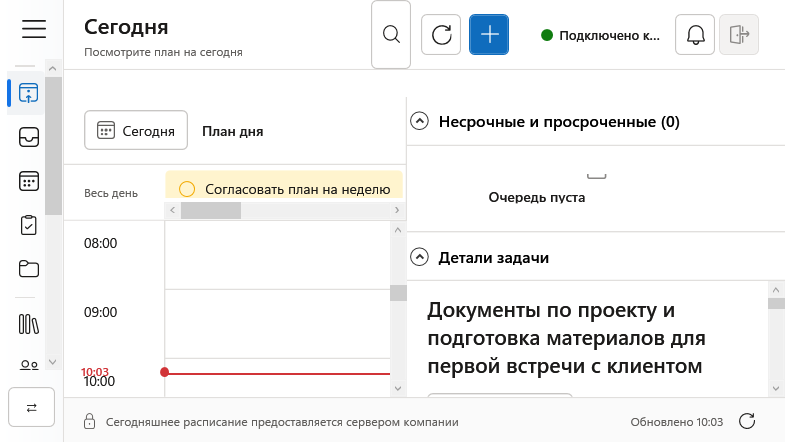 Сегодня
Посмотрите план на сегодня
Подключено к...
Сегодня
План дня
Весь день
Согласовать план на неделю
08:00
09:00
10:03
10:00
Несрочные и просроченные (0)
Очередь пуста
Детали задачи
Документы по проекту и
подготовка материалов для
первой встречи с клиентом
Сегодняшнее расписание предоставляется сервером компании
Обновлено 10:03